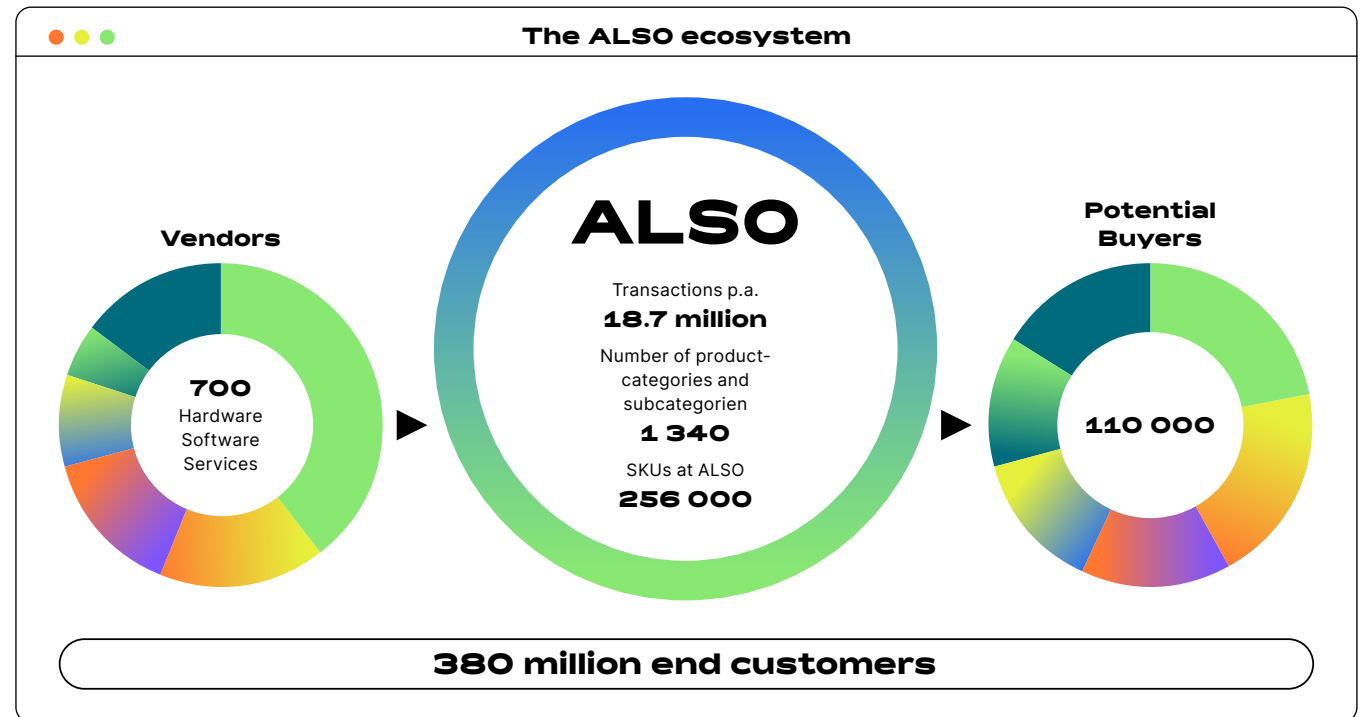 The ALSO ecosystem
Vendors
700
Hardware
Software
Services
ALSO
Transactions p.a.
18.7 million
Number of product-
categories and
subcategorien
1 340
SKUs at ALSO
256 000
Potential
Buyers
110 000
380 million end customers